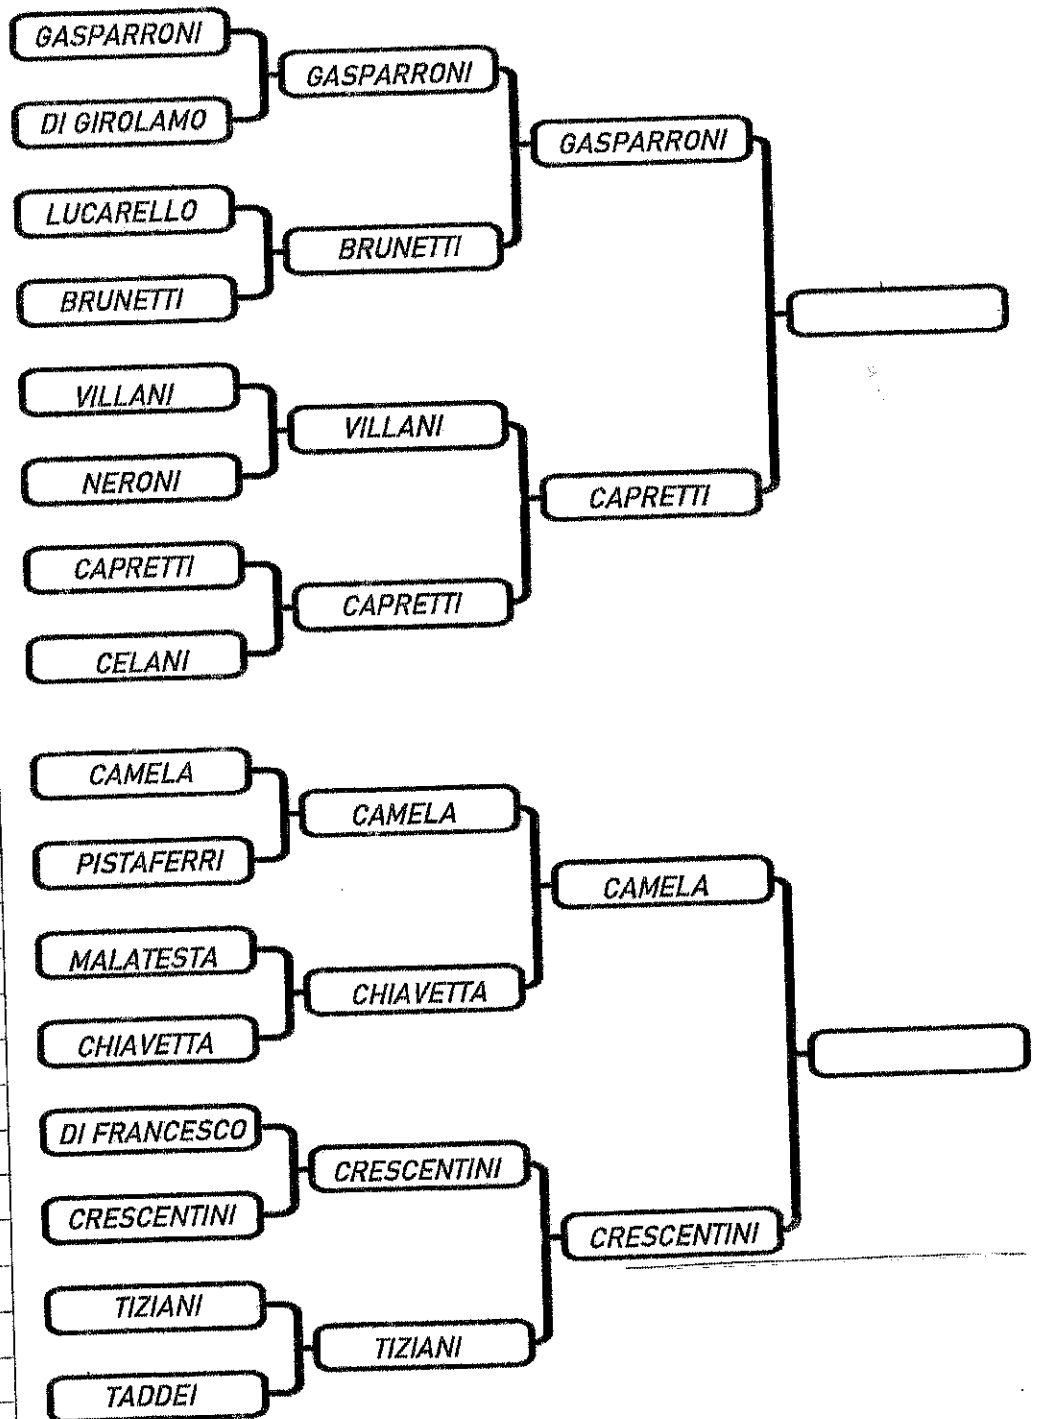 GASPARRONI
DI GIROLAMO
LUCARELLO
BRUNETTI
VILLANI
NERONI
CAPRETTI
CELANI
GASPARRONI
BRUNETTI
VILLANI
CAPRETTI
GASPARRONI
CAPRETTI
CAMELA
PISTAFERRI
MALATESTA
CHIAVETTA
DI FRANCESCO
CRESCENTINI
TIZIANI
TADDEI
CAMELA
CHIAVETTA
CRESCENTINI
TIZIANI
CAMELA
CRESCENTINI